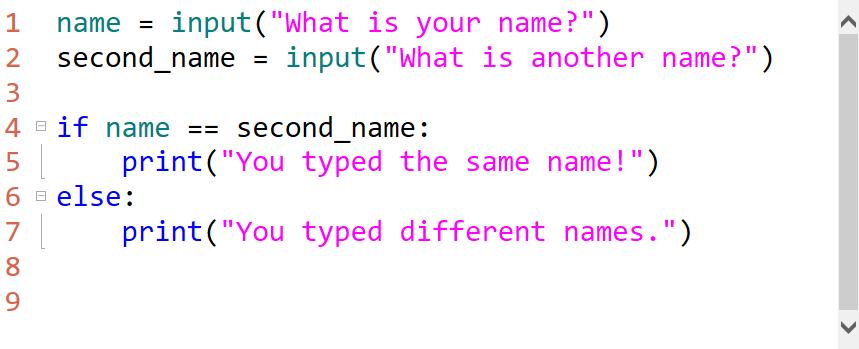 1 name = input("What is your name?")
2 second_name = input("What is another name?")
3
4 if name == second_name:
5     print("You typed the same name!")
6 else:
7     print("You typed different names.")
8
9